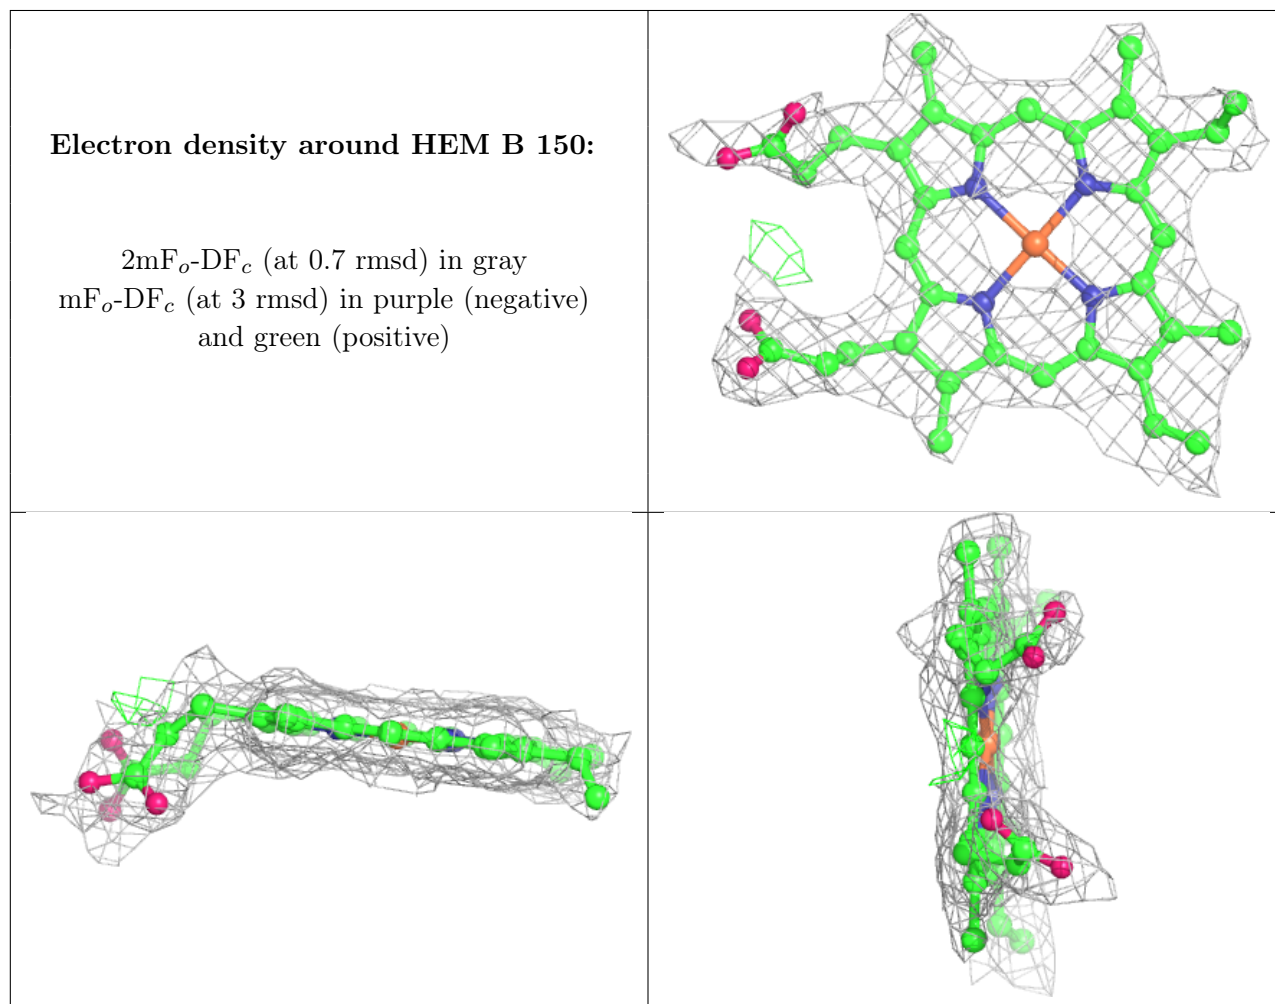 Electron density around HEM B 150:
2mFo-DFc (at 0.7 rmsd) in gray
mFo-DFc (at 3 rmsd) in purple (negative)
and green (positive)